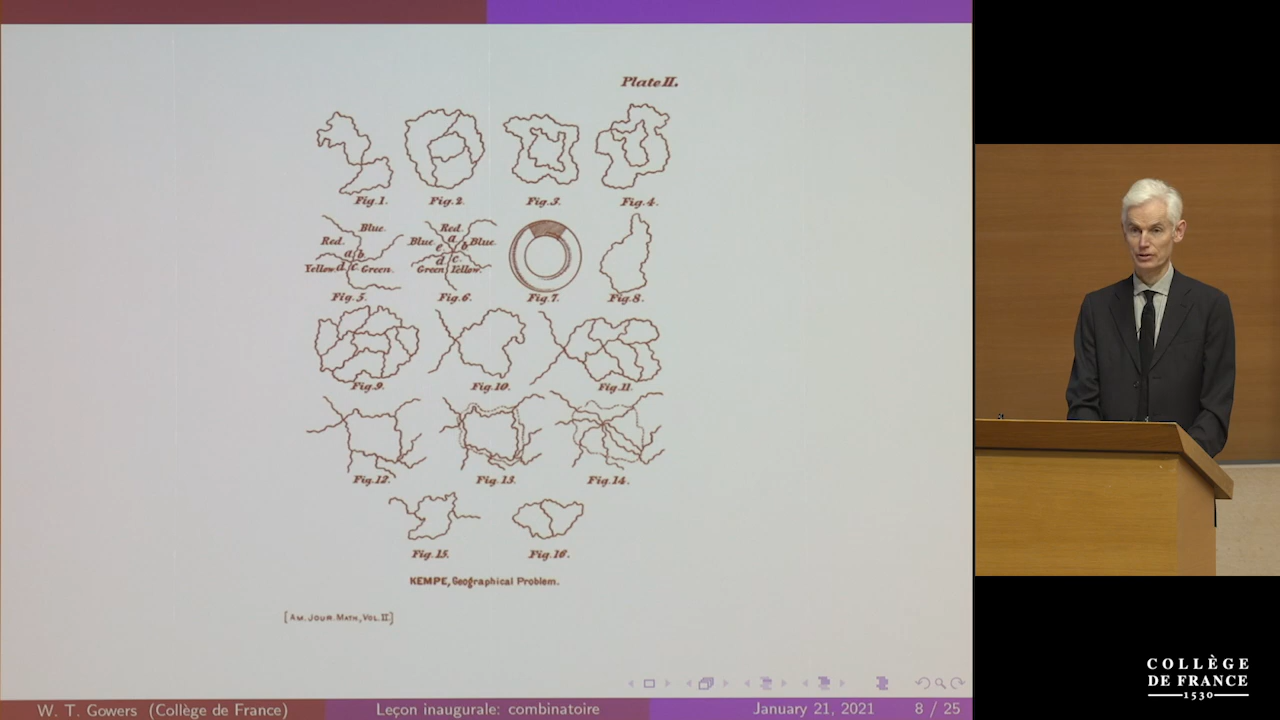 Plate II.
Fig.1. Fig.2. Fig.3. Fig.4.
Blue. Red.
Red. Blue Blue
a b a b
e
Yellow d c Green. d c
Green Yellow.
Fig.5. Fig.6. Fig.7. Fig.8.
Fig.9. Fig.10. Fig.11.
Fig.12. Fig.13. Fig.14.
Fig.15. Fig.16.
KEMPE, Geographical Problem.
[AM. JOUR. MATH., VOL. II.]
W. T. Gowers (Collège de France) Leçon inaugurale: combinatoire January 21, 2021 8 / 25
COLLÈGE
DE FRANCE
1530